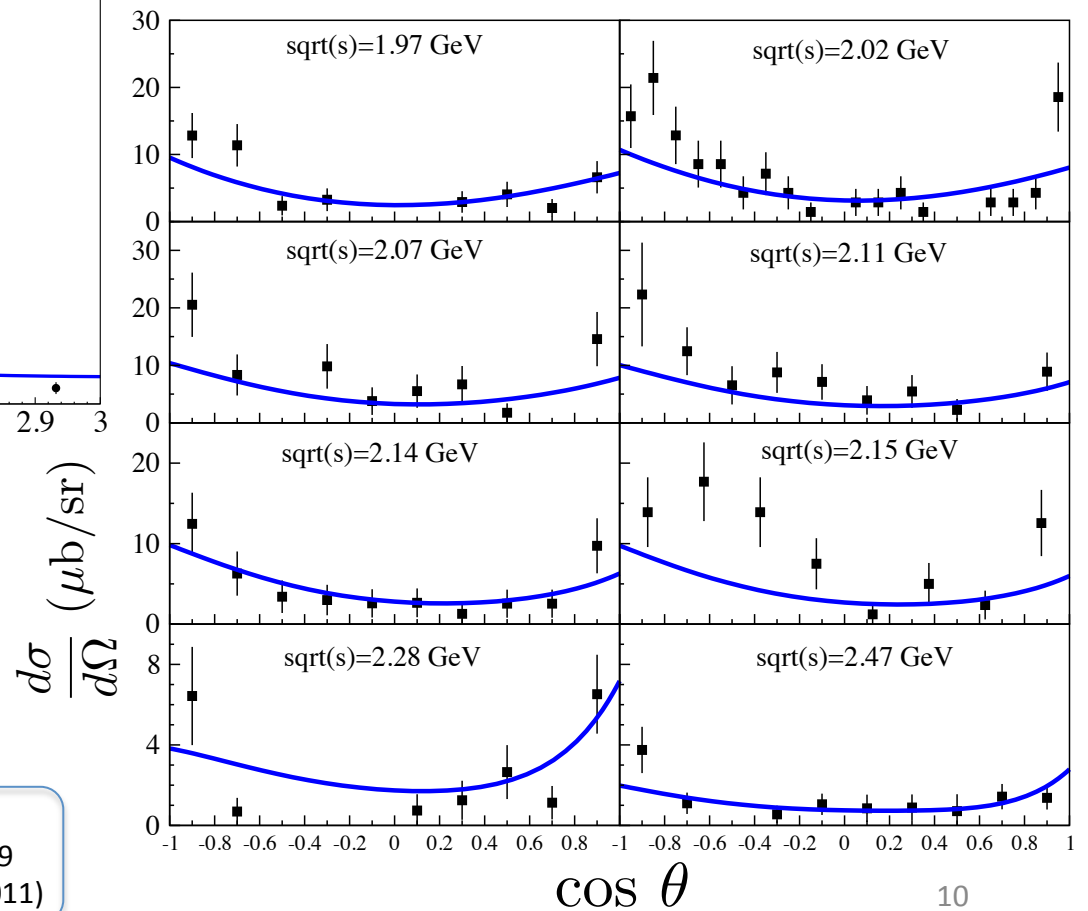 30
20
10
0
sqrt(s)=1.97 GeV
sqrt(s)=2.02 GeV
30
20
10
0
sqrt(s)=2.07 GeV
sqrt(s)=2.11 GeV
2.9 3
20
10
0
sqrt(s)=2.14 GeV
sqrt(s)=2.15 GeV
8
4
0
sqrt(s)=2.28 GeV
sqrt(s)=2.47 GeV
dσ
dΩ
(μb/sr)
-1 -0.8 -0.6 -0.4 -0.2 0 0.2 0.4 0.6 0.8 -1 -0.8 -0.6 -0.4 -0.2 0 0.2 0.4 0.6 0.8 1
cos θ
9
11)
10